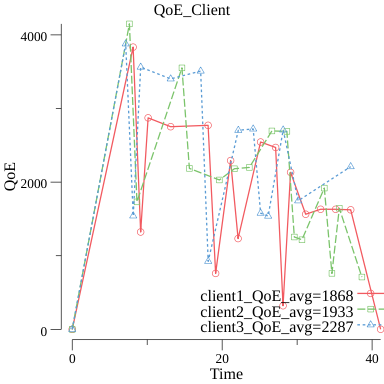 QoE_Client
QoE
4000
2000
0
client1_QoE_avg=1868
client2_QoE_avg=1933
client3_QoE_avg=2287
0 20 40
Time